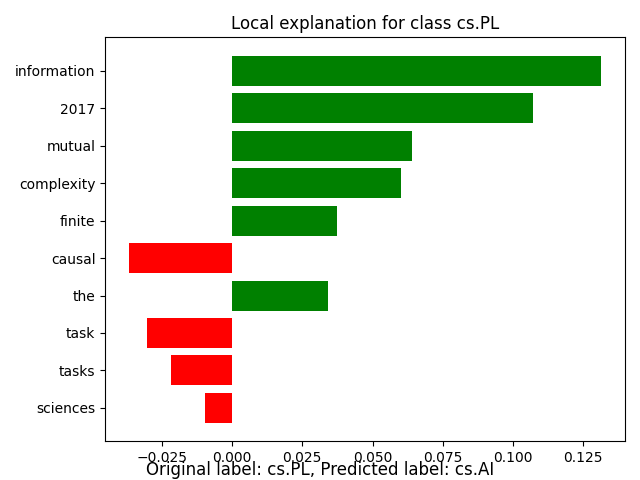 Local explanation for class cs.PL
information
2017
mutual
complexity
finite
causal
the
task
tasks
sciences
−0.025 0.000 0.025 0.050 0.075 0.100 0.125
Original label: cs.PL, Predicted label: cs.AI